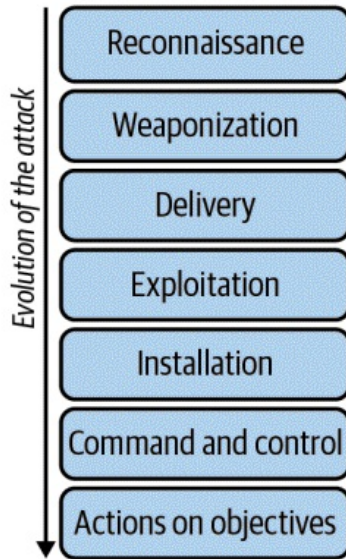 Evolution of the attack
Reconnaissance
Weaponization
Delivery
Exploitation
Installation
Command and control
Actions on objectives